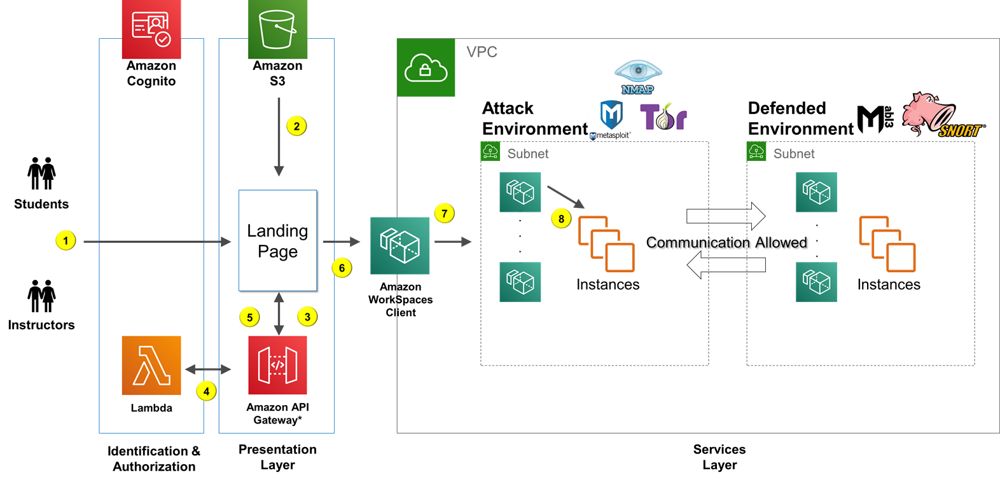 Amazon
Cognito
Amazon
S3
VPC
NMAP
Attack
Environment
M
metasploit®
Tor
Defended
Environment
M
abl3
SNORT®
2
Subnet
Subnet
Students
1
Landing
Page
6
7
8
Communication Allowed
Instances
Instances
Amazon
WorkSpaces
Client
Instructors
5
3
</>
4
Lambda
Amazon API
Gateway*
Identification &
Authorization
Presentation
Layer
Services
Layer